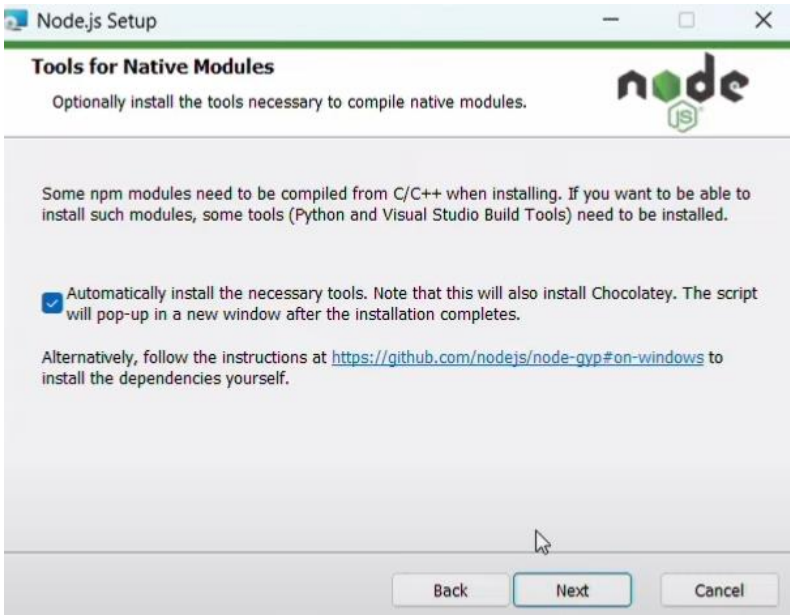 Node.js Setup
Tools for Native Modules
Optionally install the tools necessary to compile native modules.
node
JS
Some npm modules need to be compiled from C/C++ when installing. If you want to be able to
install such modules, some tools (Python and Visual Studio Build Tools) need to be installed.
Automatically install the necessary tools. Note that this will also install Chocolatey. The script
will pop-up in a new window after the installation completes.
Alternatively, follow the instructions at https://github.com/nodejs/node-gyp#on-windows to
install the dependencies yourself.
Back Next Cancel